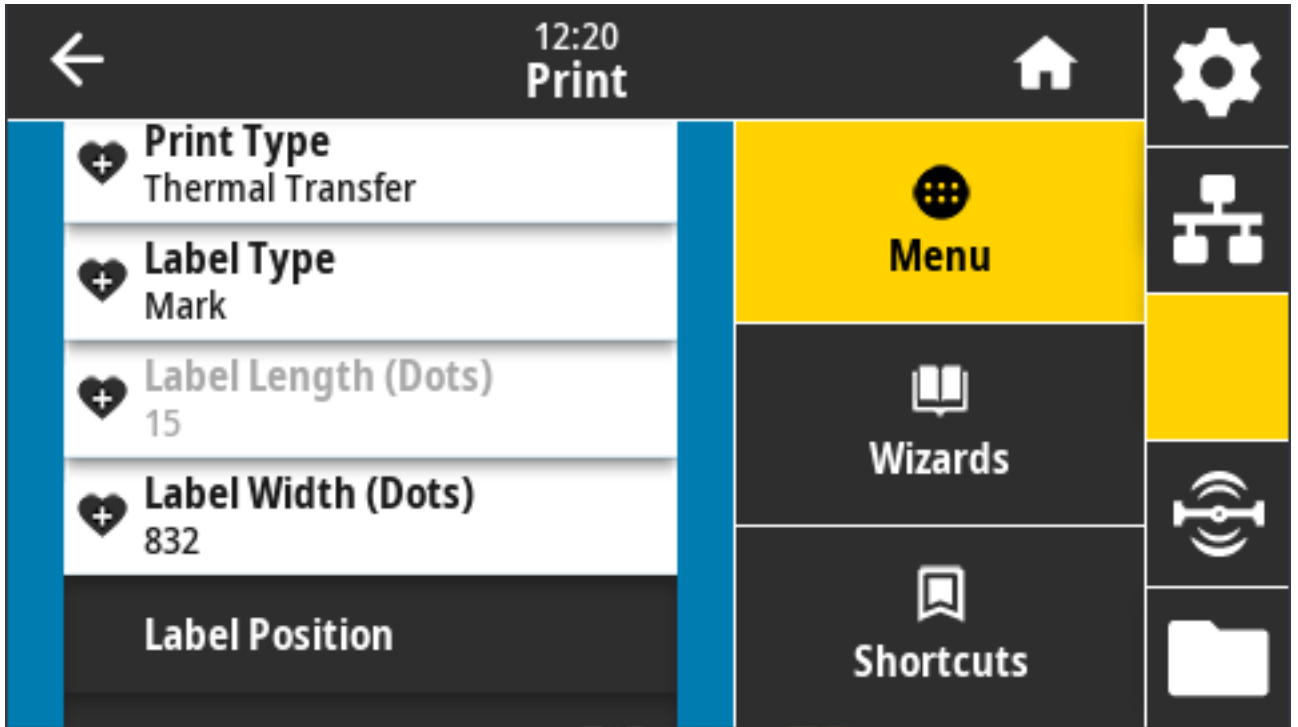 12:20
Print
Print Type
Thermal Transfer
Label Type
Mark
Label Length (Dots)
15
Label Width (Dots)
832
Label Position
Menu
Wizards
Shortcuts